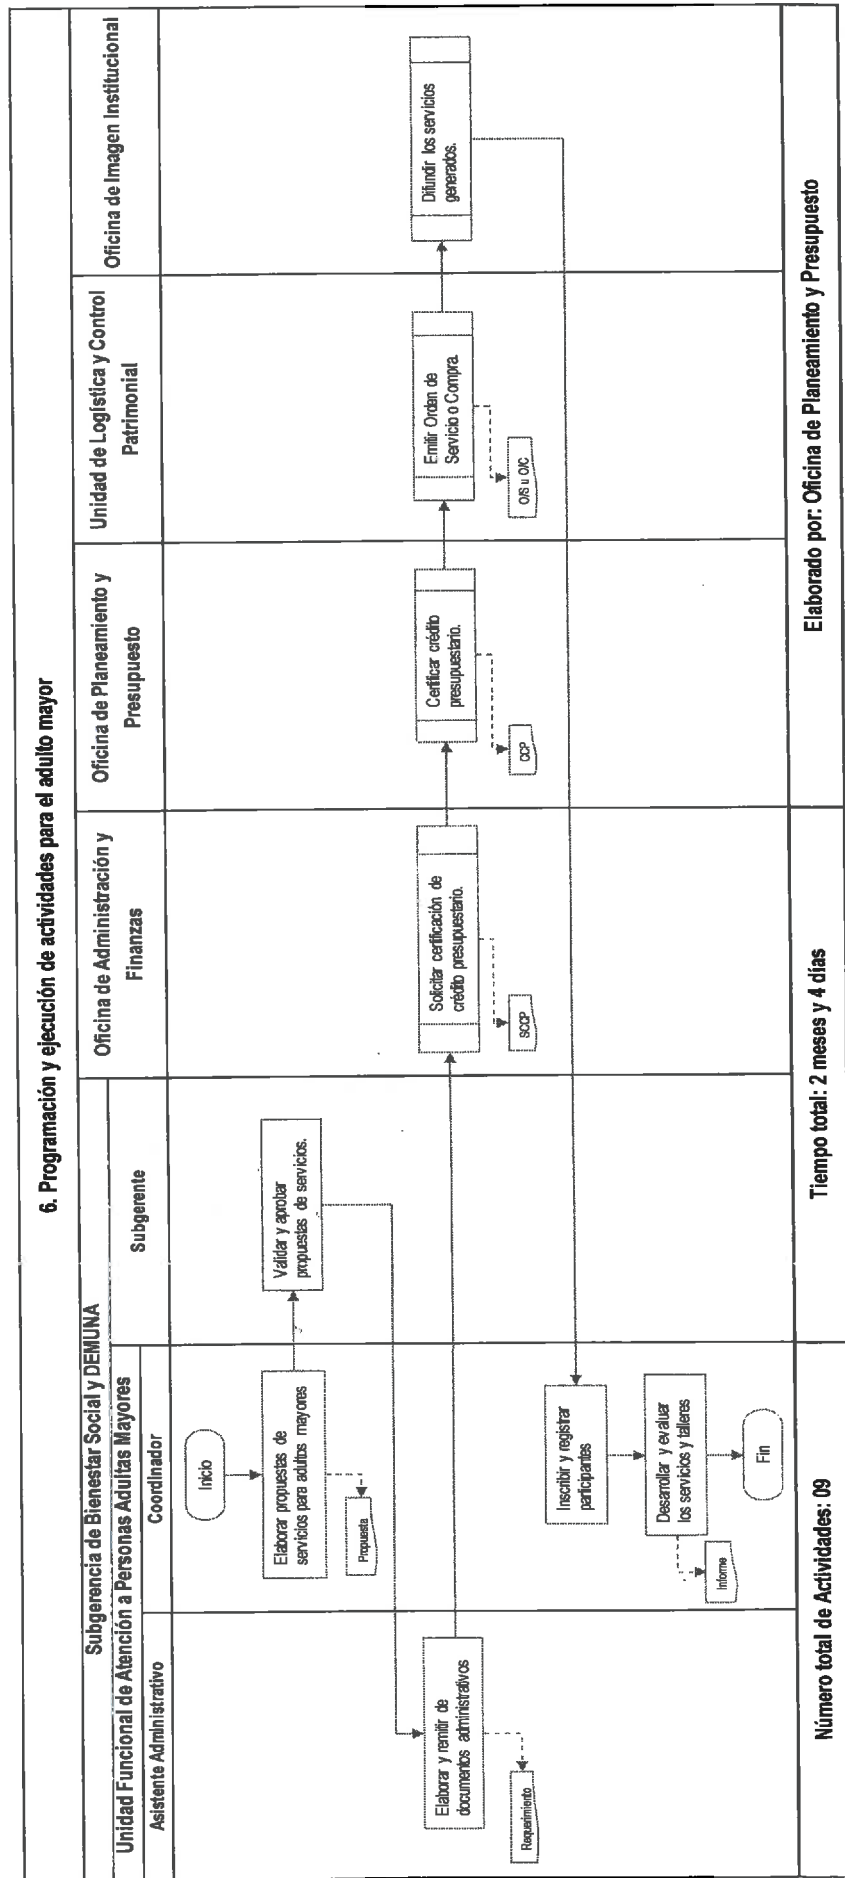 6. Programación y ejecución de actividades para el adulto mayor
Subgerencia de Bienestar Social y DEMUNA
Unidad Funcional de Atención a Personas Adultas Mayores
Asistente Administrativo
Coordinador
Subgerente
Oficina de Administración y
Finanzas
Oficina de Planeamiento y
Presupuesto
Unidad de Logística y Control
Patrimonial
Oficina de Imagen Institucional
Inicio
Elaborar propuestas de
servicios para adultos mayores
Propuesta
Validar y aprobar
propuestas de servicios.
Elaborar y remitir de
documentos administrativos
Requerimiento
Solicitar certificación de
crédito presupuestario.
SCCP
Certificar crédito
presupuestario.
CCP
Emitir Orden de
Servicio o Compra.
O/S u O/C
Difundir los servicios
generados.
Inscribir y registrar
participantes
Desarrollar y evaluar
los servicios y talleres
Informe
Fin
Número total de Actividades: 09
Tiempo total: 2 meses y 4 días
Elaborado por: Oficina de Planeamiento y Presupuesto